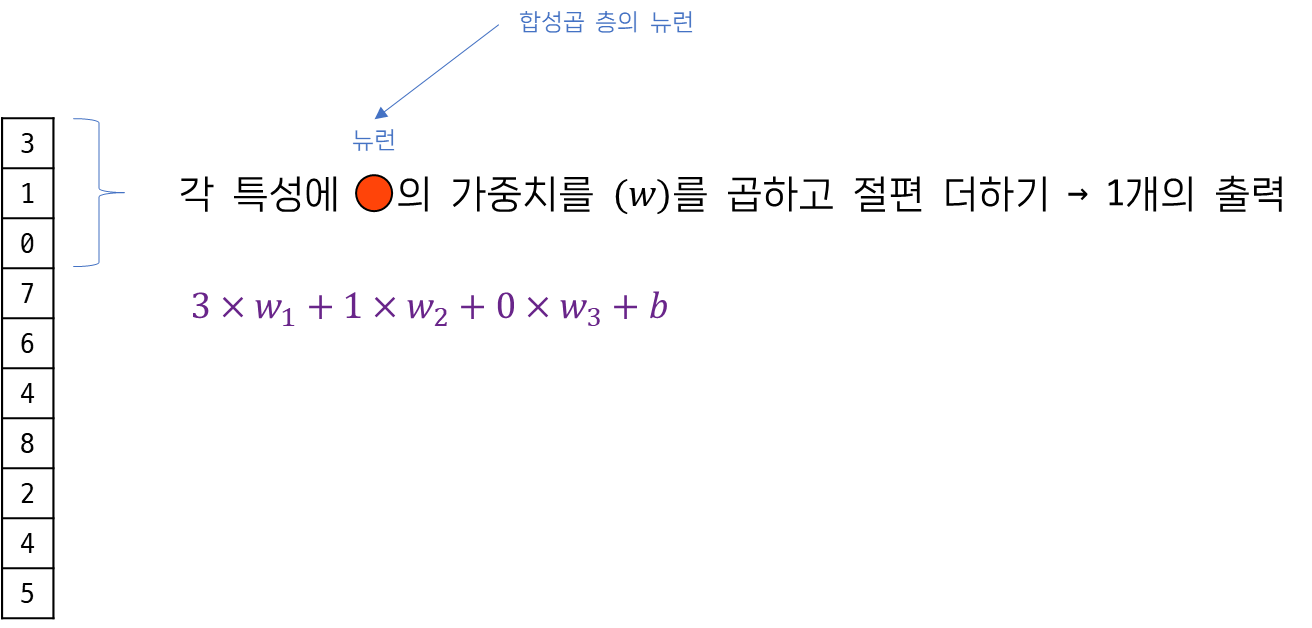 합성곱 층의 뉴런
뉴런
각 특성에 의 가중치를 (w)를 곱하고 절편 더하기 → 1개의 출력
3 × w₁ + 1 × w₂ + 0 × w₃ + b
3
1
0
7
6
4
8
2
4
5